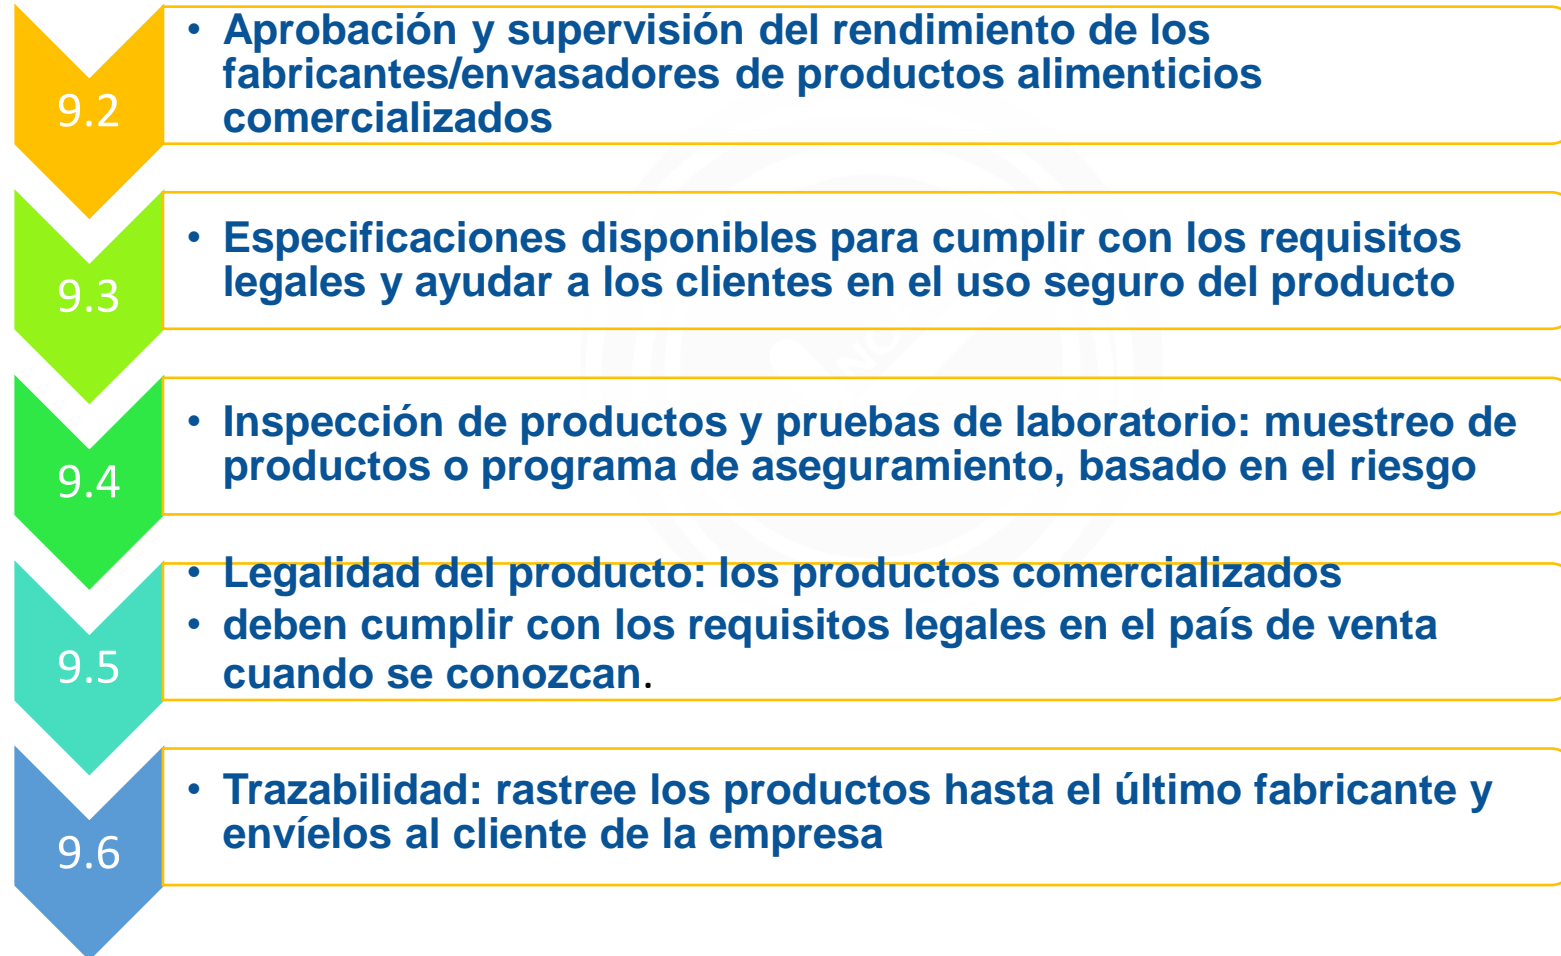 9.2
• Aprobación y supervisión del rendimiento de los
fabricantes/envasadores de productos alimenticios
comercializados
9.3
• Especificaciones disponibles para cumplir con los requisitos
legales y ayudar a los clientes en el uso seguro del producto
9.4
• Inspección de productos y pruebas de laboratorio: muestreo de
productos o programa de aseguramiento, basado en el riesgo
9.5
• Legalidad del producto: los productos comercializados
• deben cumplir con los requisitos legales en el país de venta
cuando se conozcan.
9.6
• Trazabilidad: rastree los productos hasta el último fabricante y
envíelos al cliente de la empresa